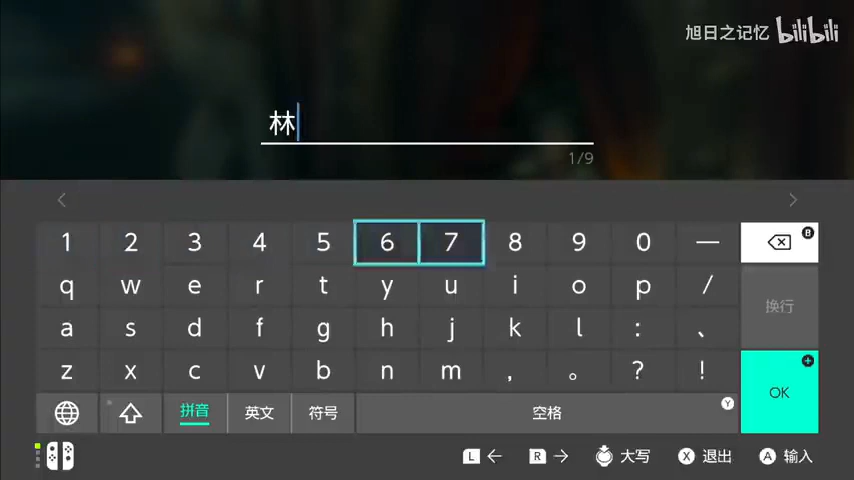 旭日之记忆 bilibili
林
1/9
1 2 3 4 5 6 7 8 9 0 — B
q w e r t y u i o p / 换行
a s d f g h j k l : 、
z x c v b n m , 。 ? ! OK
拼音 英文 符号 空格 Y
L ← R → 大写 X 退出 A 输入